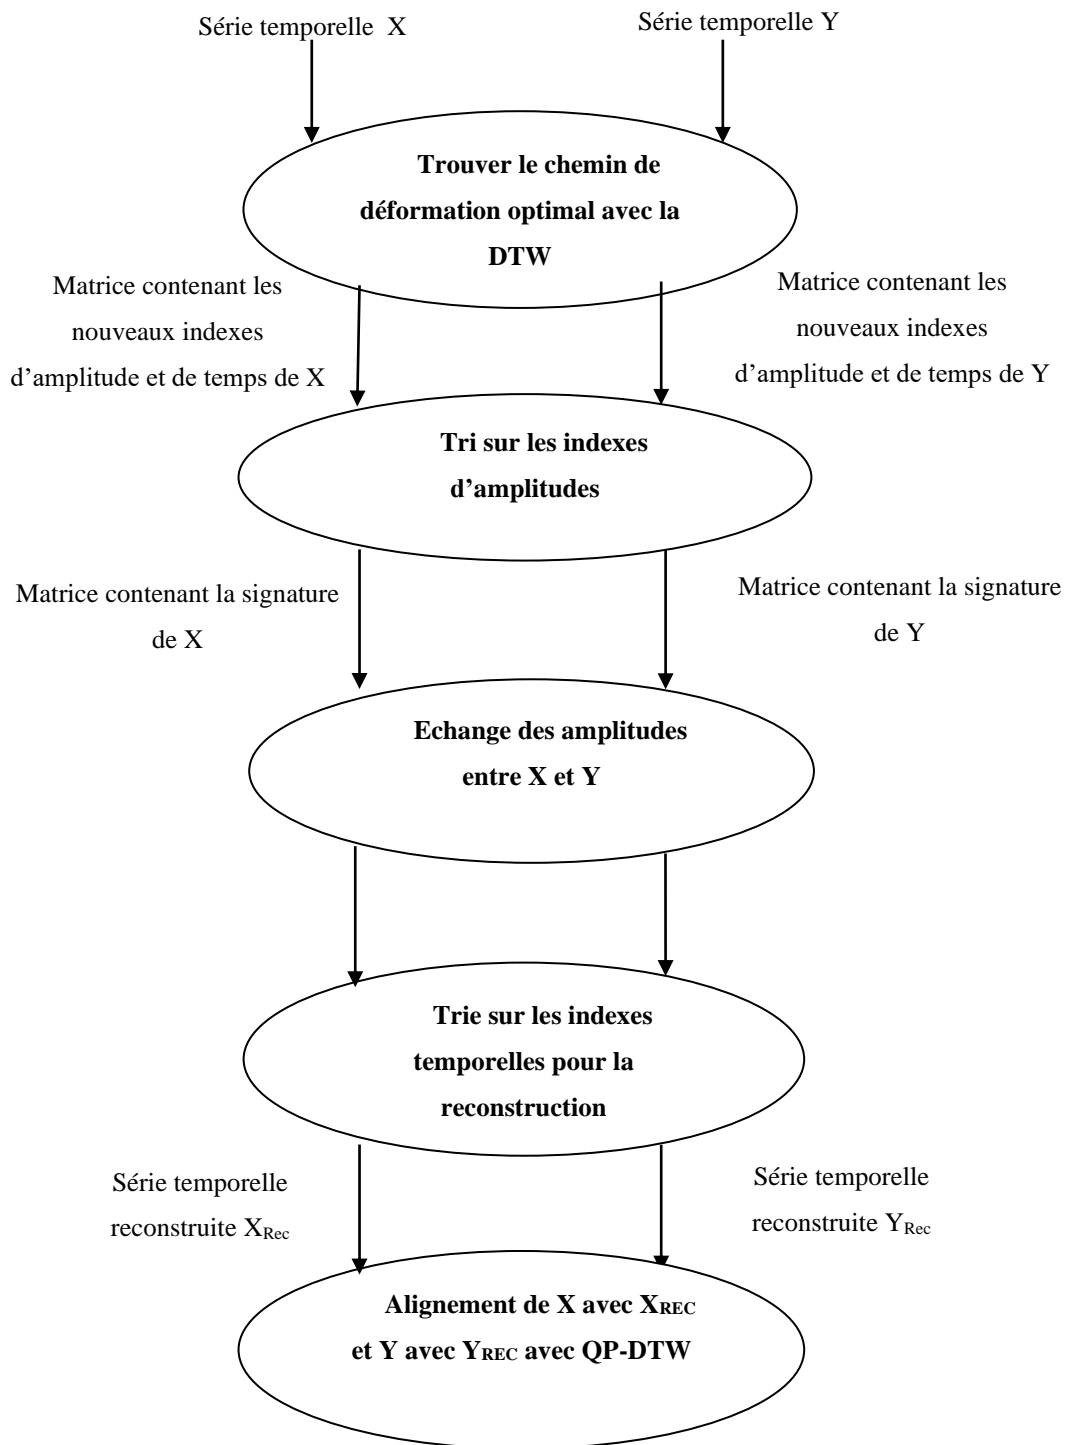 Série temporelle X
Série temporelle Y
Trouver le chemin de
déformation optimal avec la
DTW
Matrice contenant les
nouveaux indexes
d’amplitude et de temps de X
Matrice contenant les
nouveaux indexes
d’amplitude et de temps de Y
Tri sur les indexes
d’amplitudes
Matrice contenant la signature
de X
Matrice contenant la signature
de Y
Echange des amplitudes
entre X et Y
Trie sur les indexes
temporelles pour la
reconstruction
Série temporelle
reconstruite XRec
Série temporelle
reconstruite YRec
Alignement de X avec XREC
et Y avec YREC avec QP-DTW